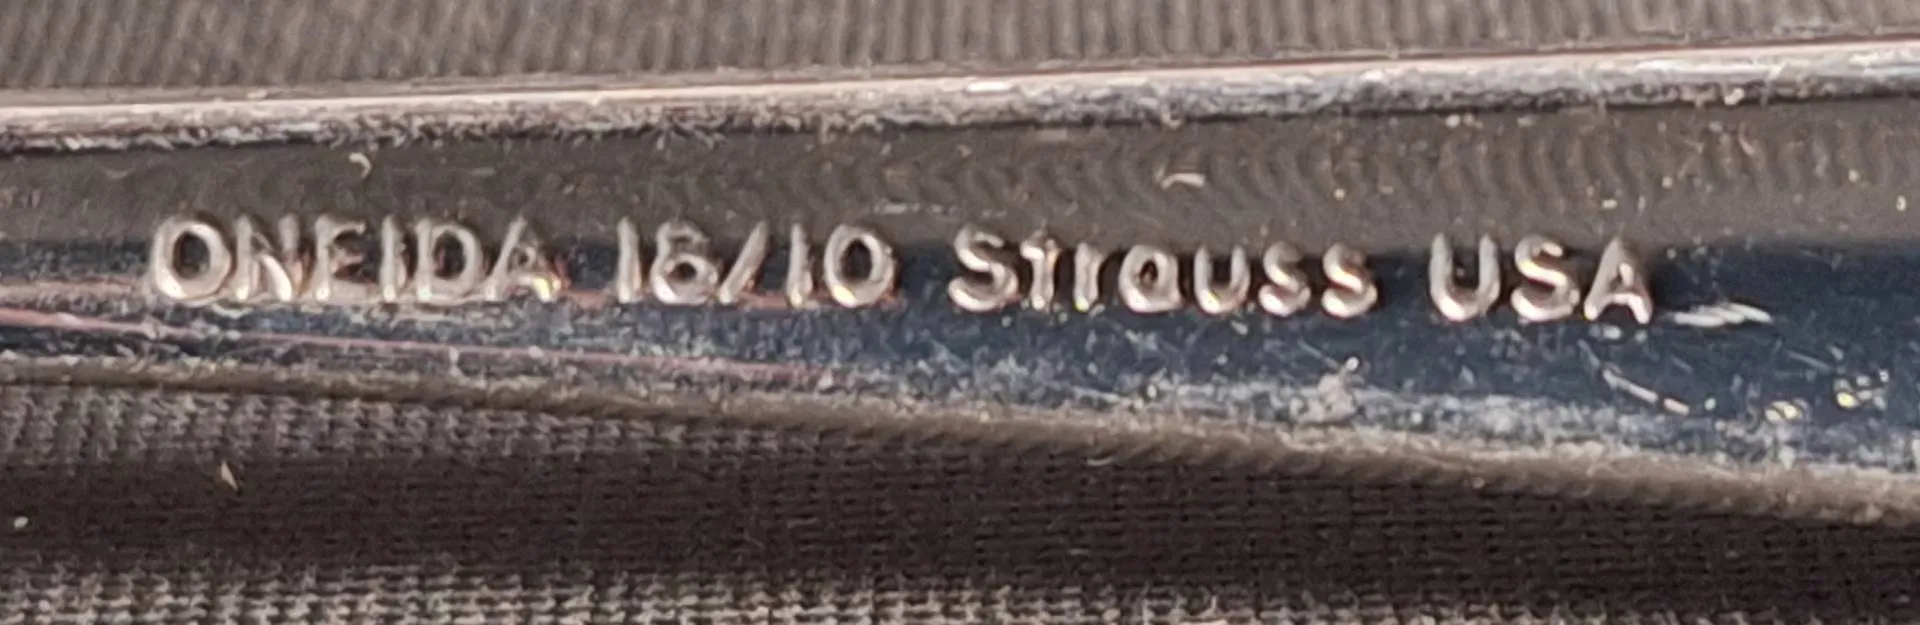 ONEIDA 18/10 Strauss USA